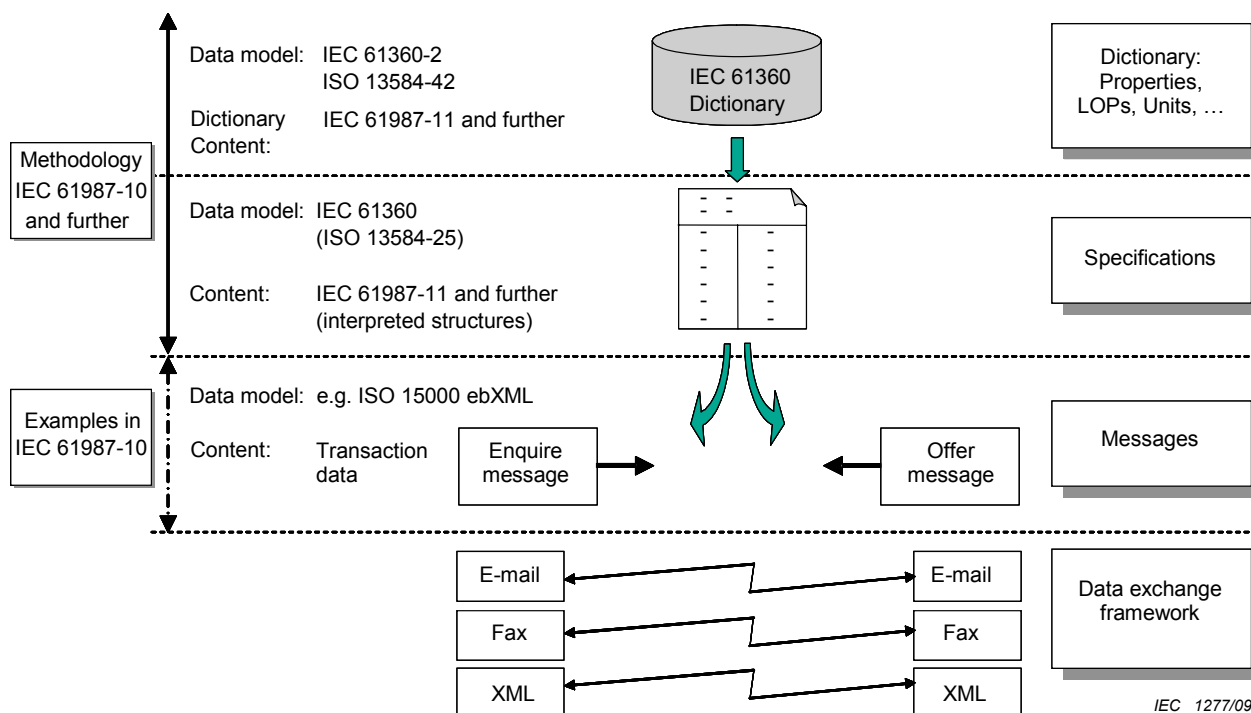 Data model: IEC 61360-2
ISO 13584-42
Dictionary IEC 61987-11 and further
Content:
IEC 61360
Dictionary
Dictionary:
Properties,
LOPs, Units, …
Methodology
IEC 61987-10
and further
Data model: IEC 61360
(ISO 13584-25)
Content: IEC 61987-11 and further
(interpreted structures)
Specifications
Examples in
IEC 61987-10
Data model: e.g. ISO 15000 ebXML
Content: Transaction
data
Enquire
message
Offer
message
Messages
E-mail
E-mail
Fax
Fax
XML
XML
Data exchange
framework
IEC 1277/09